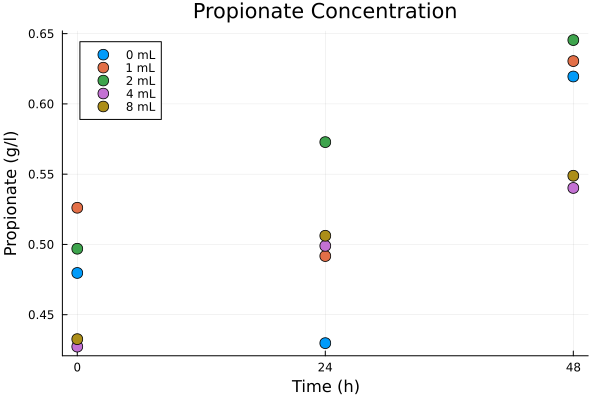 Propionate Concentration
0.65
0.60
0.55
0.50
0.45
Propionate (g/l)
0 mL
1 mL
2 mL
4 mL
8 mL
0
24
48
Time (h)